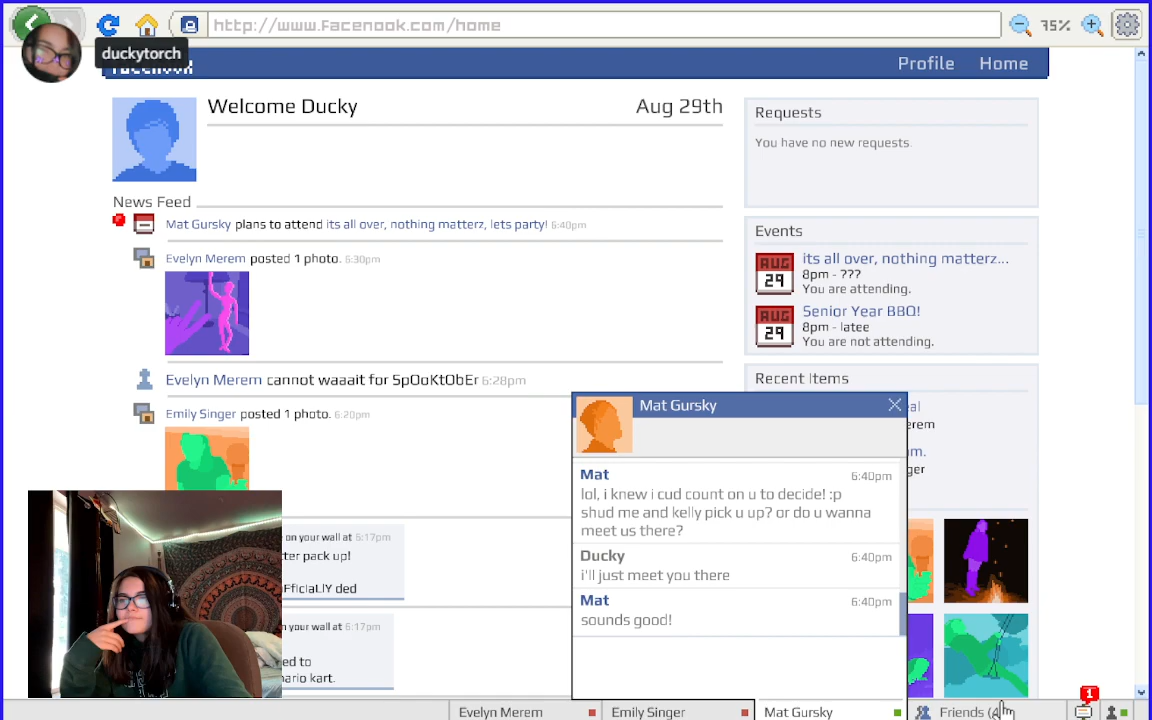 http://www.Facenook.com/home
75%
duckytorch
Profile
Home
Welcome Ducky
Aug 29th
News Feed
Mat Gursky plans to attend its all over, nothing matterz, lets party! 6:40pm
Evelyn Merem posted 1 photo. 6:30pm
Evelyn Merem cannot waaait for SpOoKtObEr 6:28pm
Emily Singer posted 1 photo. 6:20pm
on your wall at 6:17pm
ter pack up!
ded
on your wall at 6:17pm
ed to
mario kart.
Requests
You have no new requests.
Events
AUG
29
its all over, nothing matterz...
8pm - ???
You are attending.
AUG
29
Senior Year BBQ!
8pm - latee
You are not attending.
Recent Items
Mat Gursky
Mat
6:40pm
lol, i knew i cud count on u to decide! :p
shud me and kelly pick u up? or do u wanna
meet us there?
Ducky
6:40pm
i'll just meet you there
Mat
6:40pm
sounds good!
Evelyn Merem
Emily Singer
Mat Gursky
Friends (4
1